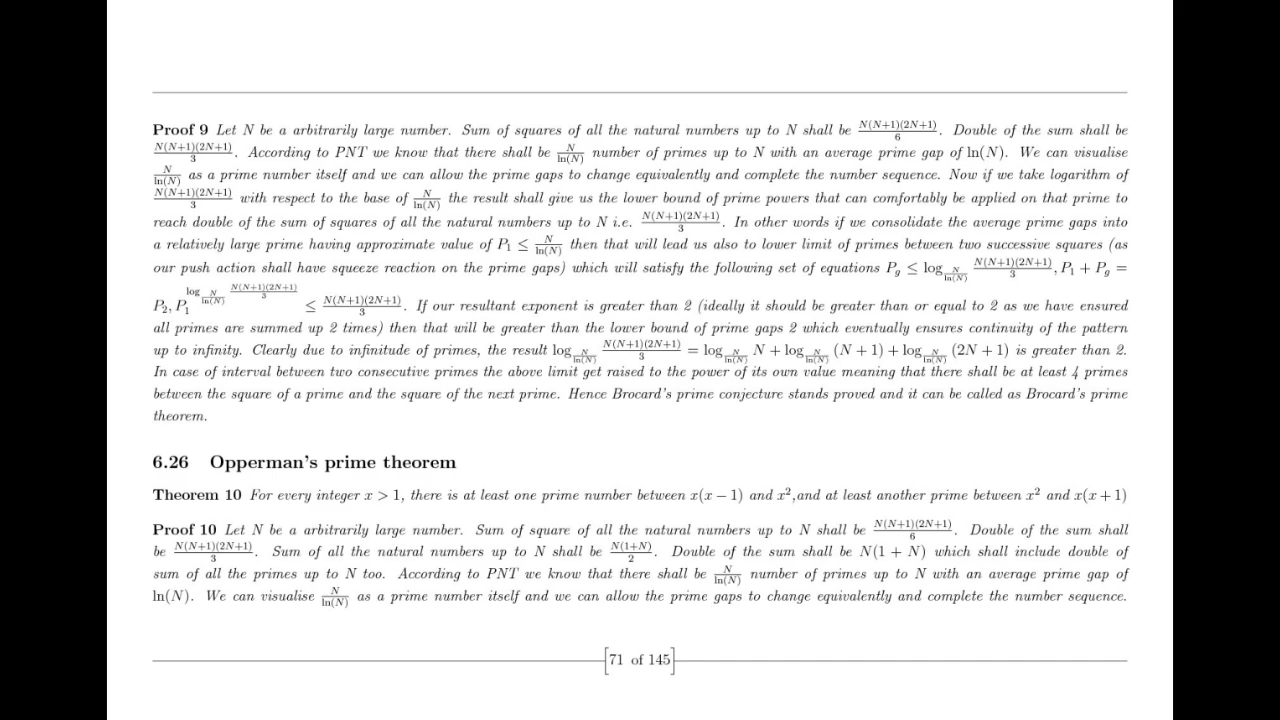 Proof 9 Let N be a arbitrarily large number. Sum of squares of all the natural numbers up to N shall be N(N+1)(2N+1)/6. Double of the sum shall be
N(N+1)(2N+1)/3. According to PNT we know that there shall be N/ln(N) number of primes up to N with an average prime gap of ln(N). We can visualise
N/ln(N) as a prime number itself and we can allow the prime gaps to change equivalently and complete the number sequence. Now if we take logarithm of
N(N+1)(2N+1)/3 with respect to the base of N/ln(N) the result shall give us the lower bound of prime powers that can comfortably be applied on that prime to
reach double of the sum of squares of all the natural numbers up to N i.e. N(N+1)(2N+1)/3. In other words if we consolidate the average prime gaps into
a relatively large prime having approximate value of P_1 ≤ N/ln(N) then that will lead us also to lower limit of primes between two successive squares (as
our push action shall have squeeze reaction on the prime gaps) which will satisfy the following set of equations P_g ≤ log_{N/ln(N)} N(N+1)(2N+1)/3, P_1 + P_g =
P_2, P_1^{log_{N/ln(N)} N(N+1)(2N+1)/3} ≤ N(N+1)(2N+1)/3. If our resultant exponent is greater than 2 (ideally it should be greater than or equal to 2 as we have ensured
all primes are summed up 2 times) then that will be greater than the lower bound of prime gaps 2 which eventually ensures continuity of the pattern
up to infinity. Clearly due to infinitude of primes, the result log_{N/ln(N)} N(N+1)(2N+1)/3 = log_{N/ln(N)} N + log_{N/ln(N)} (N + 1) + log_{N/ln(N)} (2N + 1) is greater than 2.
In case of interval between two consecutive primes the above limit get raised to the power of its own value meaning that there shall be at least 4 primes
between the square of a prime and the square of the next prime. Hence Brocard's prime conjecture stands proved and it can be called as Brocard's prime
theorem.
6.26 Opperman's prime theorem
Theorem 10 For every integer x > 1, there is at least one prime number between x(x − 1) and x²,and at least another prime between x² and x(x + 1)
Proof 10 Let N be a arbitrarily large number. Sum of square of all the natural numbers up to N shall be N(N+1)(2N+1)/6. Double of the sum shall
be N(N+1)(2N+1)/3. Sum of all the natural numbers up to N shall be N(1+N)/2. Double of the sum shall be N(1 + N) which shall include double of
sum of all the primes up to N too. According to PNT we know that there shall be N/ln(N) number of primes up to N with an average prime gap of
ln(N). We can visualise N/ln(N) as a prime number itself and we can allow the prime gaps to change equivalently and complete the number sequence.
[71 of 145]